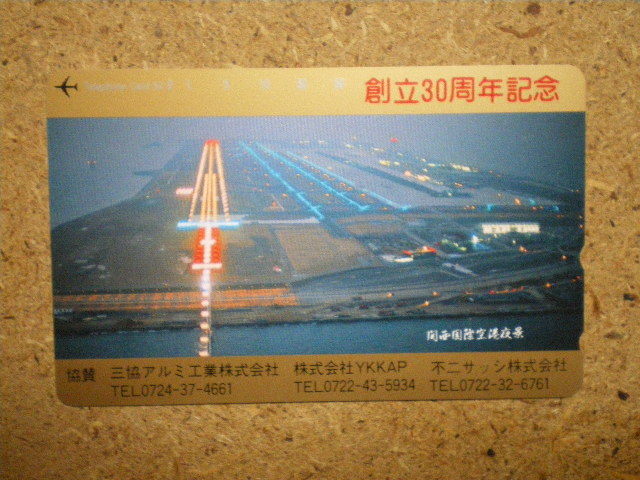 創立30周年記念
関西国際空港夜景
協賛 三協アルミ工業株式会社 株式会社YKKAP 不二サッシ株式会社
TEL0724-37-4661 TEL0722-43-5934 TEL0722-32-6761